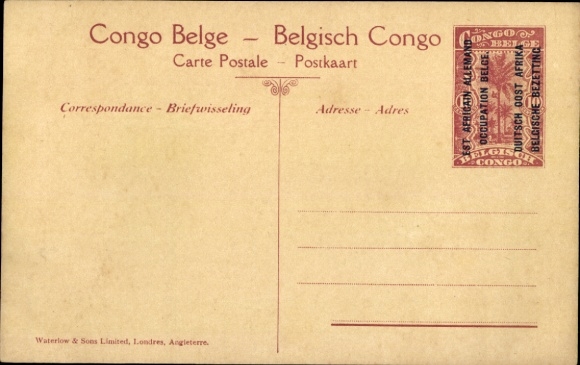 Congo Belge – Belgisch Congo
Carte Postale – Postkaart
Correspondance – Briefwisseling
Adresse – Adres
CONGO
BELGE
EST AFRICAIN ALLEMAND
OCCUPATION BELGE.
DUITSCH OOST AFRIKA
BELGISCHE BEZETTING.
BELGISCH
CONGO
Waterlow & Sons Limited, Londres, Angleterre.